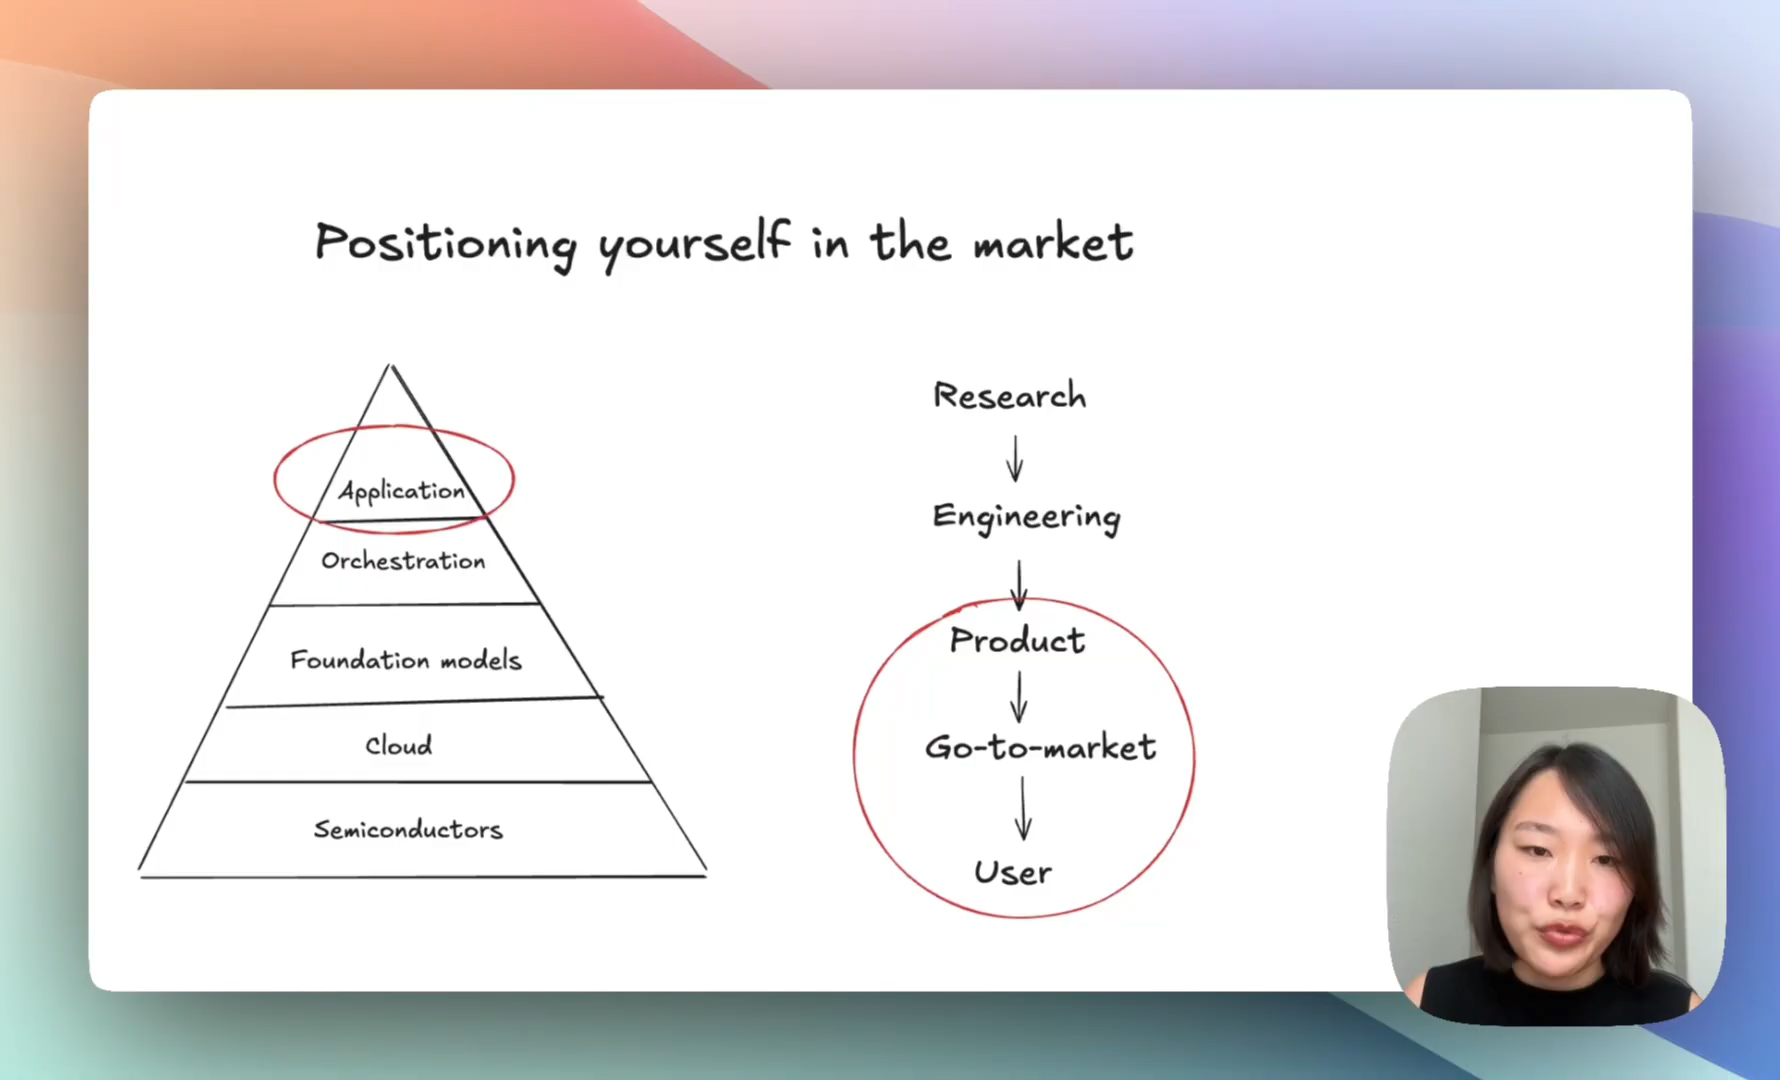 Positioning yourself in the market
Application
Orchestration
Foundation models
Cloud
Semiconductors
Research
Engineering
Product
Go-to-market
User